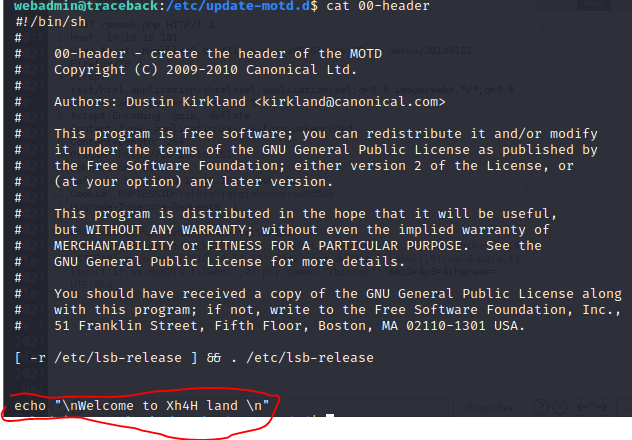 webadmin@traceback:/etc/update-motd.d$ cat 00-header
#!/bin/sh
#
#    00-header - create the header of the MOTD
#    Copyright (C) 2009-2010 Canonical Ltd.
#
#    Authors: Dustin Kirkland <kirkland@canonical.com>
#
#    This program is free software; you can redistribute it and/or modify
#    it under the terms of the GNU General Public License as published by
#    the Free Software Foundation; either version 2 of the License, or
#    (at your option) any later version.
#
#    This program is distributed in the hope that it will be useful,
#    but WITHOUT ANY WARRANTY; without even the implied warranty of
#    MERCHANTABILITY or FITNESS FOR A PARTICULAR PURPOSE.  See the
#    GNU General Public License for more details.
#
#    You should have received a copy of the GNU General Public License along
#    with this program; if not, write to the Free Software Foundation, Inc.,
#    51 Franklin Street, Fifth Floor, Boston, MA 02110-1301 USA.

[ -r /etc/lsb-release ] && . /etc/lsb-release

echo "\nWelcome to Xh4H land \n"